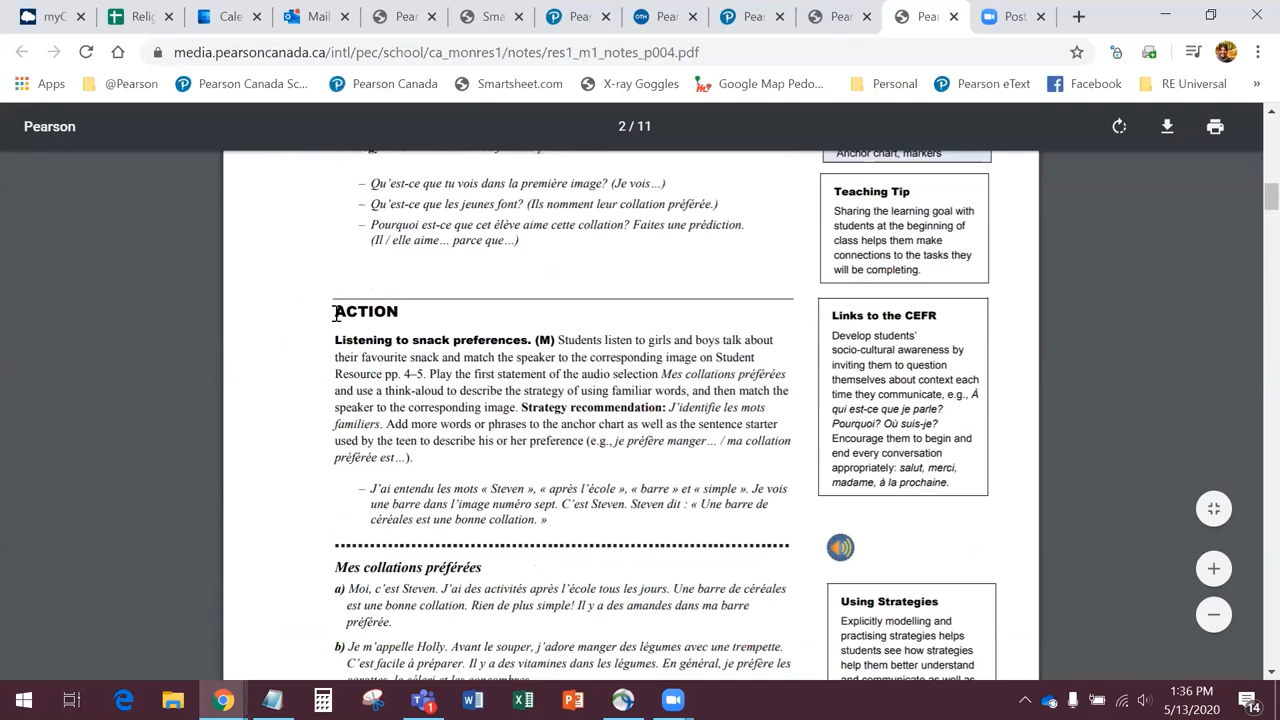 myC
Relig
Cale
Mail
Pear
Sma
Pea
Pea
Pea
Pear
Pear
Post
media.pearsoncanada.ca/intl/pec/school/ca_monres1/notes/res1_m1_notes_p004.pdf
Apps
@Pearson
Pearson Canada Sc...
Pearson Canada
Smartsheet.com
X-ray Goggles
Google Map Pedo...
Personal
Pearson eText
Facebook
RE Universal
Pearson
2 / 11
– Qu'est-ce que tu vois dans la première image? (Je vois…)
– Qu'est-ce que les jeunes font? (Ils nomment leur collation préférée.)
– Pourquoi est-ce que cet élève aime cette collation? Faites une prédiction.
(Il / elle aime… parce que…)
ACTION
Listening to snack preferences. (M) Students listen to girls and boys talk about
their favourite snack and match the speaker to the corresponding image on Student
Resource pp. 4–5. Play the first statement of the audio selection Mes collations préférées
and use a think-aloud to describe the strategy of using familiar words, and then match the
speaker to the corresponding image. Strategy recommendation: J'identifie les mots
familiers. Add more words or phrases to the anchor chart as well as the sentence starter
used by the teen to describe his or her preference (e.g., je préfère manger… / ma collation
préférée est…).
– J'ai entendu les mots « Steven », « après l'école », « barre » et « simple ». Je vois
une barre dans l'image numéro sept. C'est Steven. Steven dit : « Une barre de
céréales est une bonne collation. »
Mes collations préférées
a) Moi, c'est Steven. J'ai des activités après l'école tous les jours. Une barre de céréales
est une bonne collation. Rien de plus simple! Il y a des amandes dans ma barre
préférée.
b) Je m'appelle Holly. Avant le souper, j'adore manger des légumes avec une trempette.
C'est facile à préparer. Il y a des vitamines dans les légumes. En général, je préfère les
carottes, le céleri et les concombres.
Anchor chart, markers
Teaching Tip
Sharing the learning goal with
students at the beginning of
class helps them make
connections to the tasks they
will be completing.
Links to the CEFR
Develop students'
socio-cultural awareness by
inviting them to question
themselves about context each
time they communicate, e.g., À
qui est-ce que je parle?
Pourquoi? Où suis-je?
Encourage them to begin and
end every conversation
appropriately: salut, merci,
madame, à la prochaine.
Using Strategies
Explicitly modelling and
practising strategies helps
students see how strategies
help them better understand
and communicate as well as
1:36 PM
5/13/2020
14